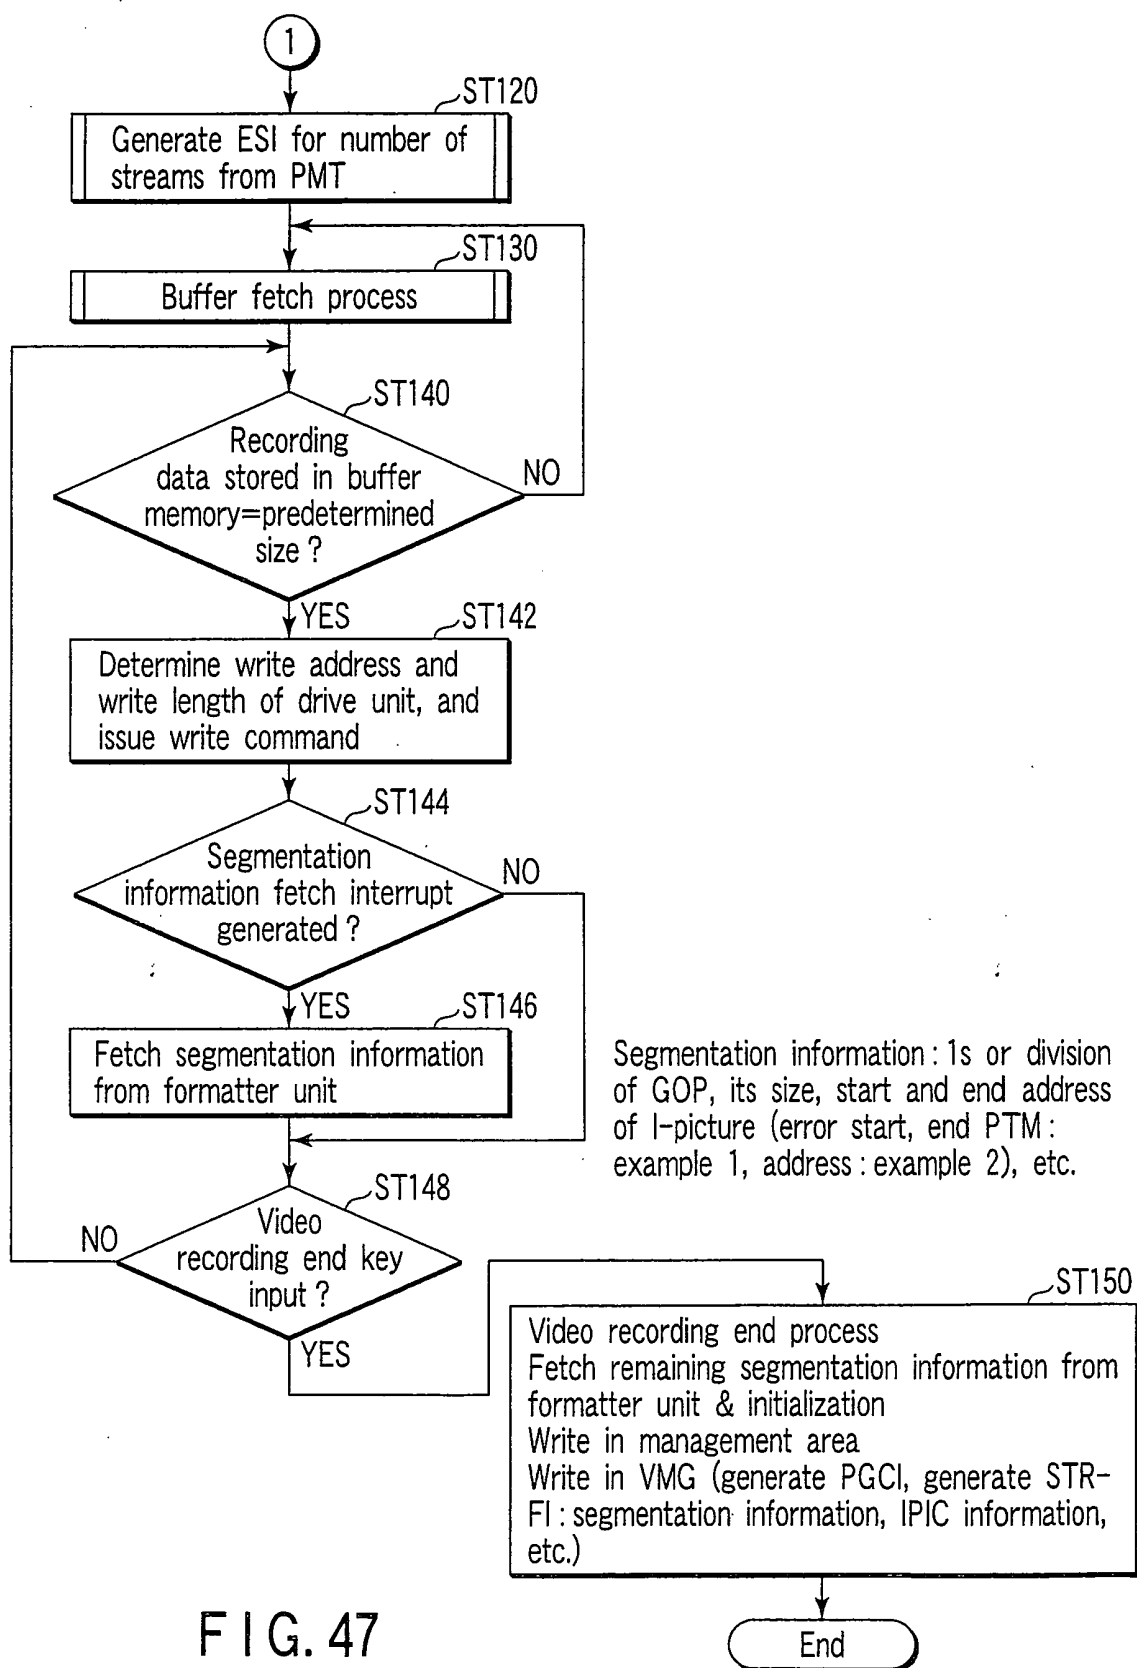 1
ST120
Generate ESI for number of
streams from PMT
ST130
Buffer fetch process
ST140
Recording
data stored in buffer
memory=predetermined
size?
NO
YES
ST142
Determine write address and
write length of drive unit, and
issue write command
ST144
Segmentation
information fetch interrupt
generated?
NO
YES
ST146
Fetch segmentation information
from formatter unit
Segmentation information: 1s or division
of GOP, its size, start and end address
of I-picture (error start, end PTM:
example 1, address: example 2), etc.
ST148
Video
recording end key
input?
NO
YES
ST150
Video recording end process
Fetch remaining segmentation information from
formatter unit & initialization
Write in management area
Write in VMG (generate PGCI, generate STR-
FI: segmentation information, IPIC information,
etc.)
End
FIG. 47